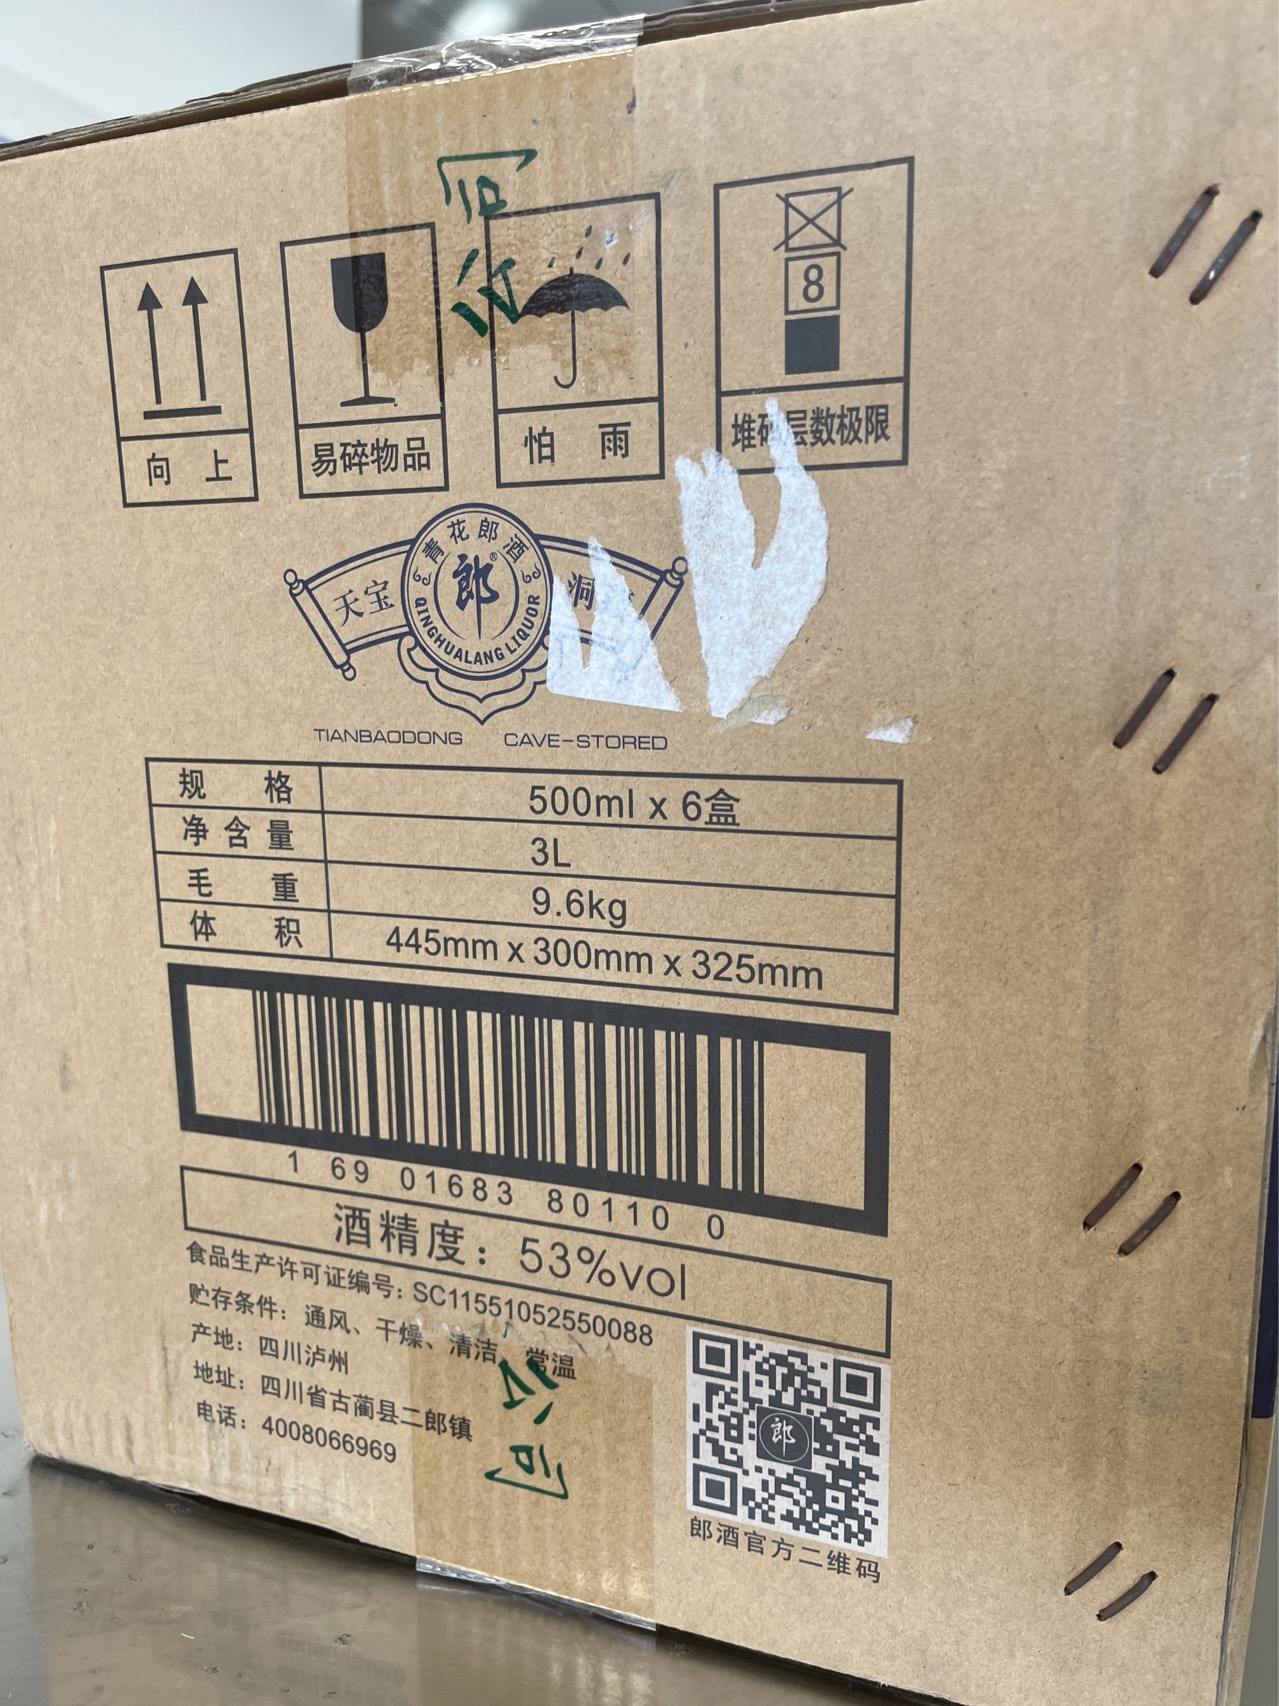 公司
8
向 上
易碎物品
怕 雨
堆码层数极限
青花郎酒
天宝
郎®
洞
QINGHUALANG LIQUOR
TIANBAODONG CAVE-STORED
规 格 500ml x 6盒
净含量 3L
毛 重 9.6kg
体 积 445mm x 300mm x 325mm
1 69 01683 80110 0
酒精度：53%vol
食品生产许可证编号：SC11551052550088
贮存条件：通风、干燥、清洁、常温
产地：四川泸州
地址：四川省古蔺县二郎镇
电话：4008066969
公司
郎
郎酒官方二维码